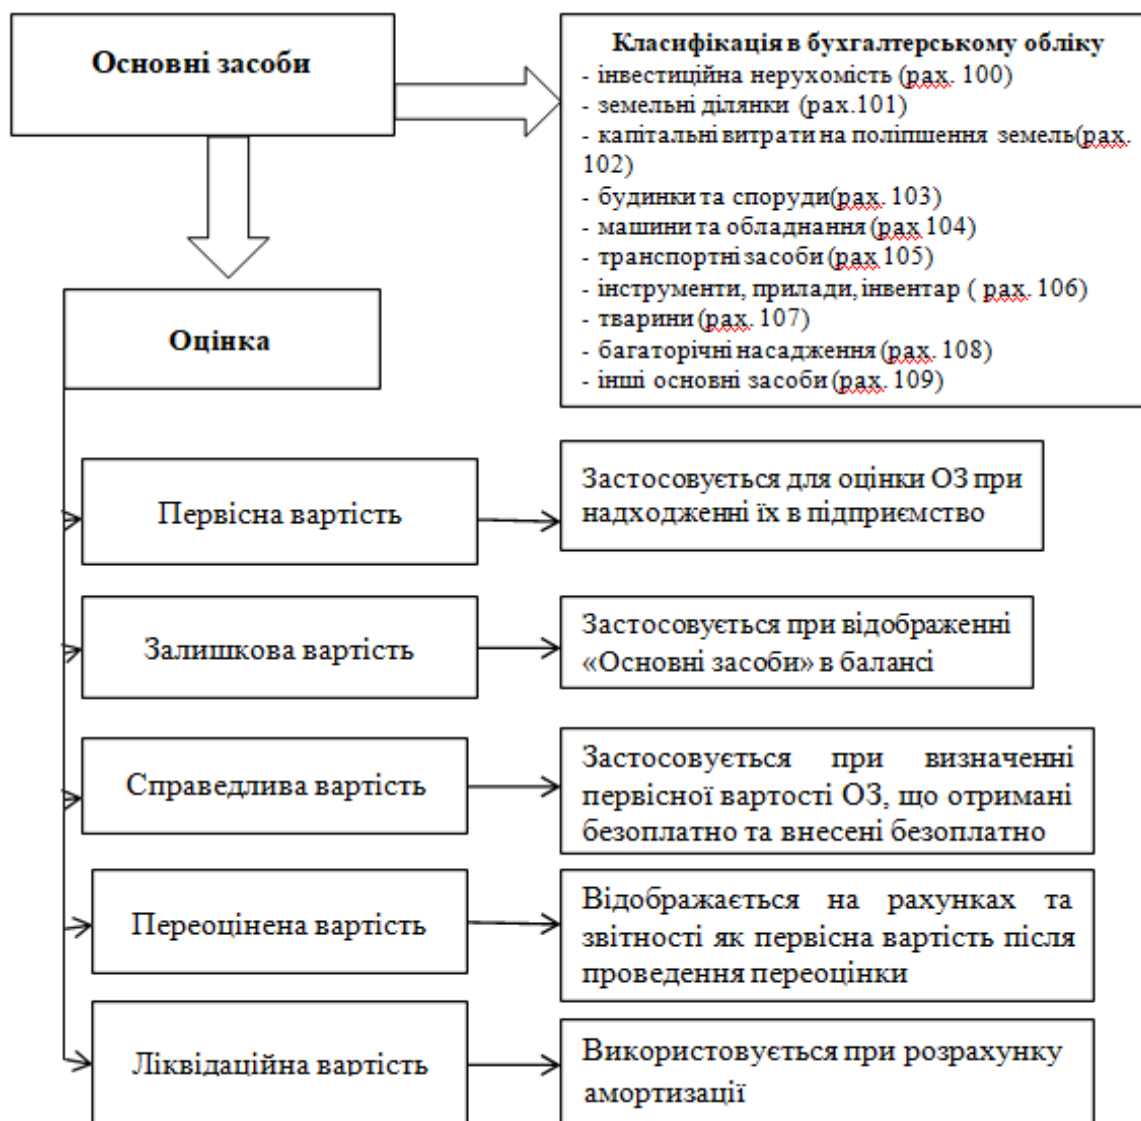 Основні засоби
Класифікація в бухгалтерському обліку
- інвестиційна нерухомість (рах. 100)
- земельні ділянки (рах.101)
- капітальні витрати на поліпшення земель(рах.
102)
- будинки та споруди(рах. 103)
- машини та обладнання (рах 104)
- транспортні засоби (рах 105)
- інструменти, прилади, інвентар ( рах. 106)
- тварини (рах. 107)
- багаторічні насадження (рах. 108)
- інші основні засоби (рах. 109)
Оцінка
Первісна вартість
Застосовується для оцінки ОЗ при
надходженні їх в підприємство
Залишкова вартість
Застосовується при відображенні
«Основні засоби» в балансі
Справедлива вартість
Застосовується при визначенні
первісної вартості ОЗ, що отримані
безоплатно та внесені безоплатно
Переоцінена вартість
Відображається на рахунках та
звітності як первісна вартість після
проведення переоцінки
Ліквідаційна вартість
Використовується при розрахунку
амортизації